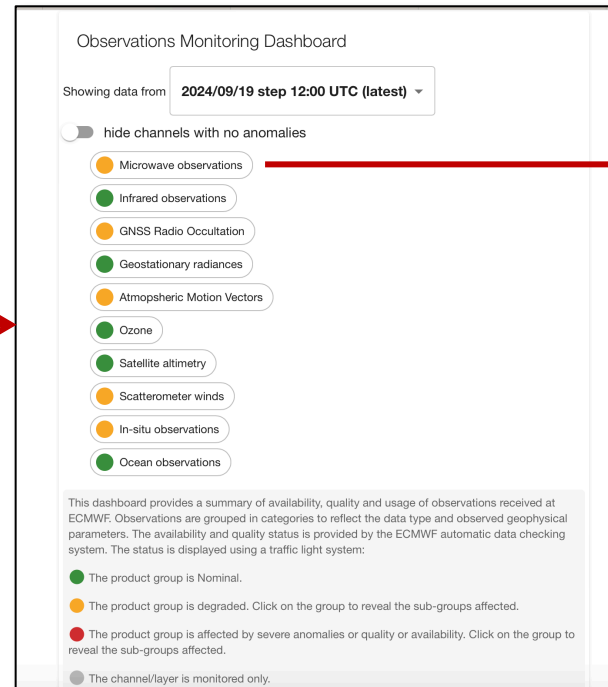 Observations Monitoring Dashboard
Showing data from 2024/09/19 step 12:00 UTC (latest)
hide channels with no anomalies
Microwave observations
Infrared observations
GNSS Radio Occultation
Geostationary radiances
Atmopsheric Motion Vectors
Ozone
Satellite altimetry
Scatterometer winds
In-situ observations
Ocean observations
This dashboard provides a summary of availability, quality and usage of observations received at
ECMWF. Observations are grouped in categories to reflect the data type and observed geophysical
parameters. The availability and quality status is provided by the ECMWF automatic data checking
system. The status is displayed using a traffic light system:
The product group is Nominal.
The product group is degraded. Click on the group to reveal the sub-groups affected.
The product group is affected by severe anomalies or quality or availability. Click on the group to
reveal the sub-groups affected.
The channel/layer is monitored only.